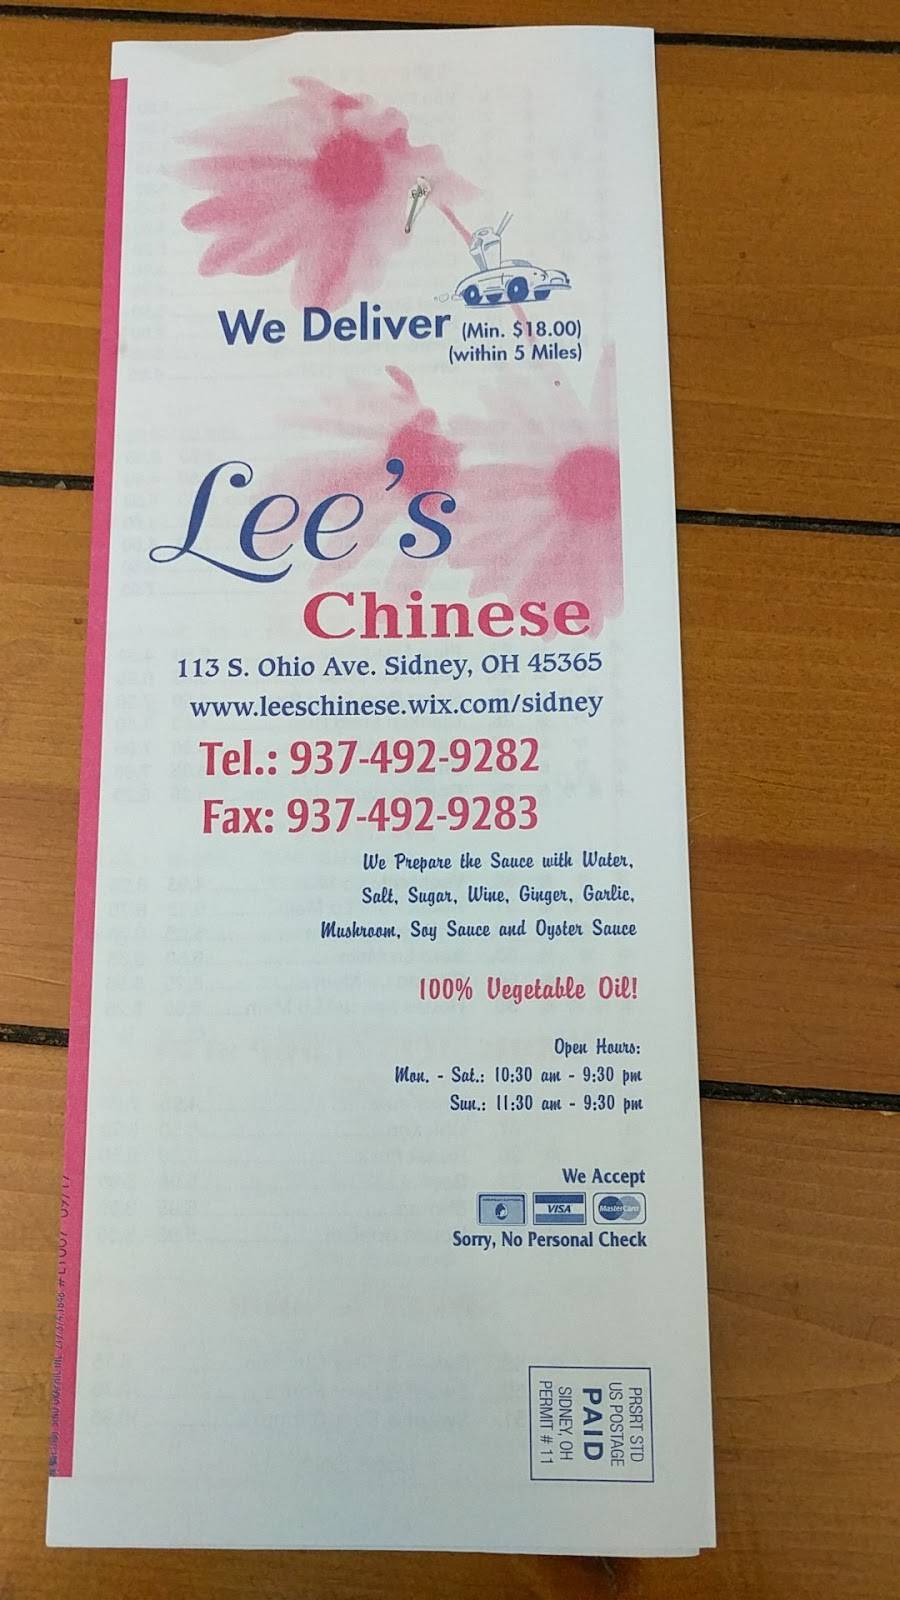 We Deliver (Min. $18.00)
(within 5 Miles)
Lee's
Chinese
113 S. Ohio Ave. Sidney, OH 45365
www.leeschinese.wix.com/sidney
Tel.: 937-492-9282
Fax: 937-492-9283
We Prepare the Sauce with Water,
Salt, Sugar, Wine, Ginger, Garlic,
Mushroom, Soy Sauce and Oyster Sauce
100% Vegetable Oil!
Open Hours:
Mon. - Sat.: 10:30 am - 9:30 pm
Sun.: 11:30 am - 9:30 pm
We Accept
VISA
MasterCard
Sorry, No Personal Check
PRSRT STD
US POSTAGE
PAID
SIDNEY, OH
PERMIT # 11